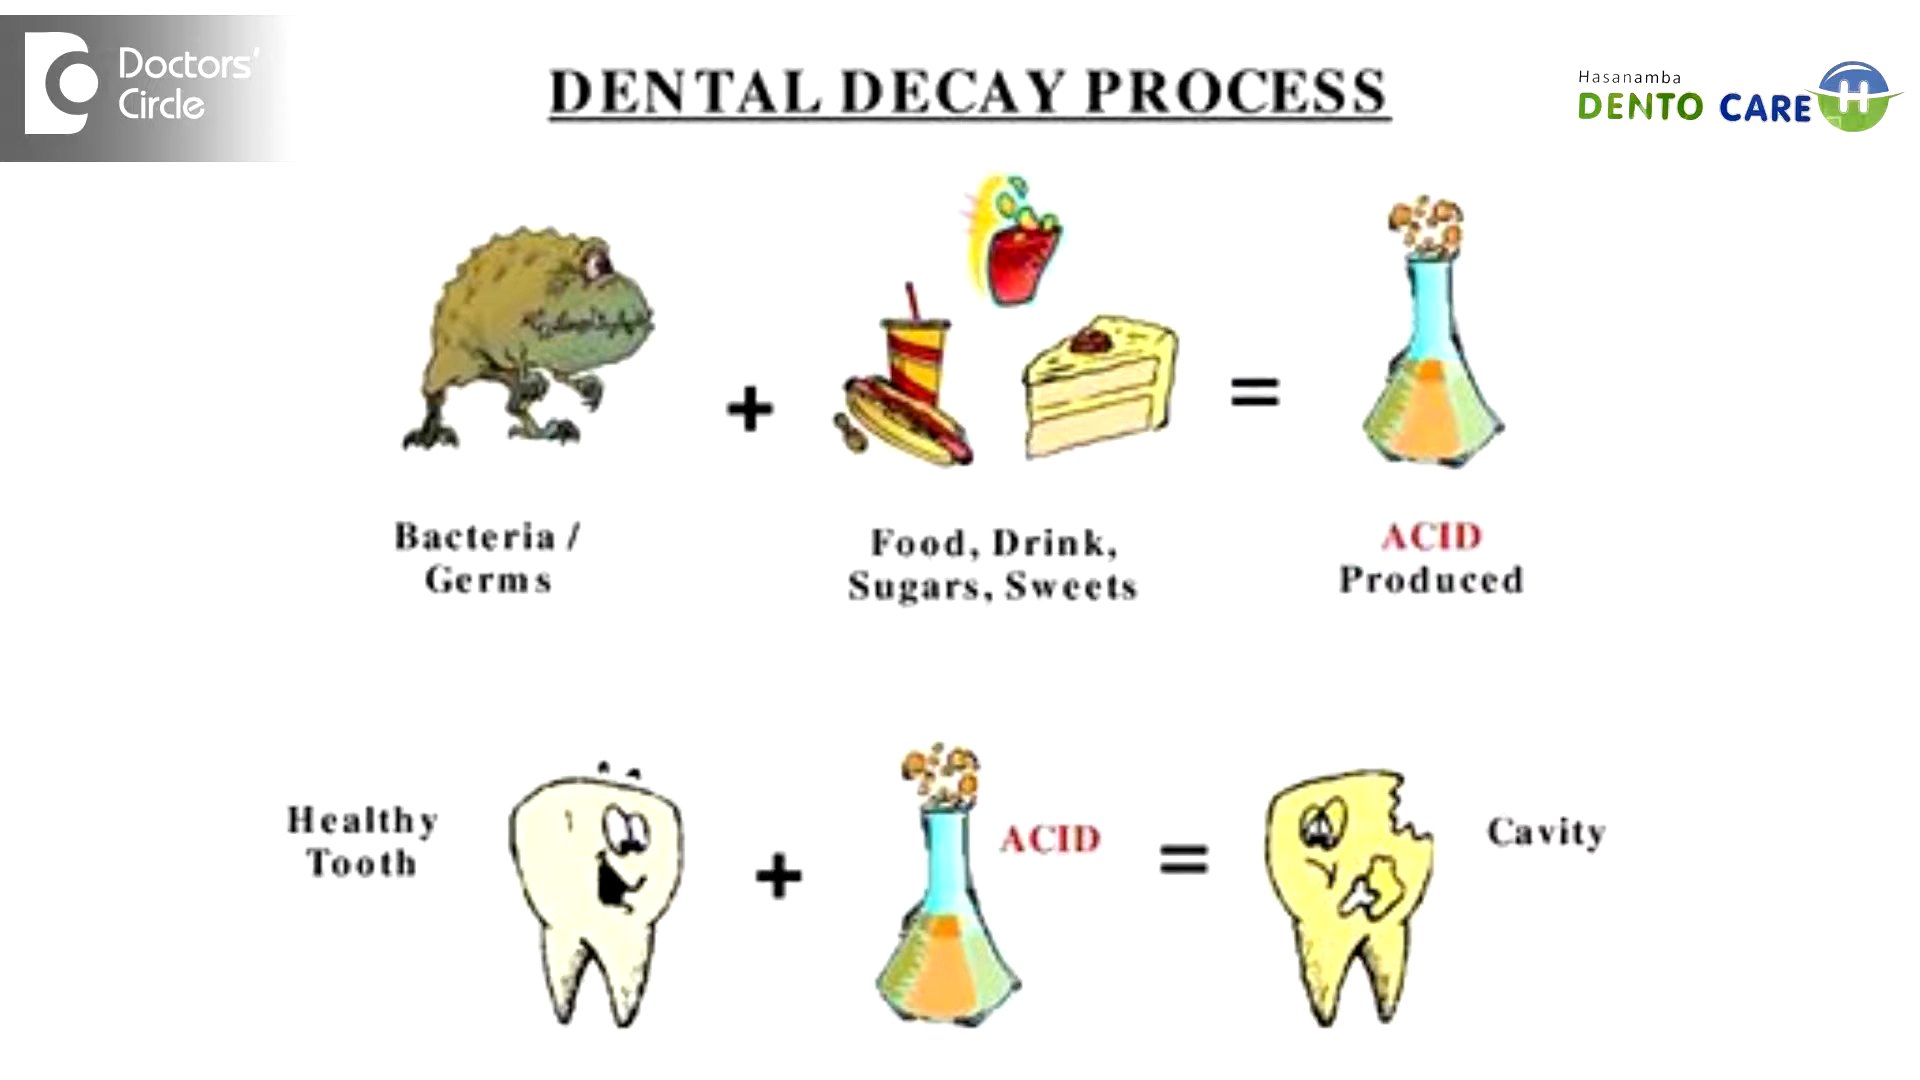 Doctors'
Circle
DENTAL DECAY PROCESS
Hasanamba
DENTO CARE H
+
=
Bacteria /
Germs
Food, Drink,
Sugars, Sweets
ACID
Produced
Healthy
Tooth
+
ACID
=
Cavity